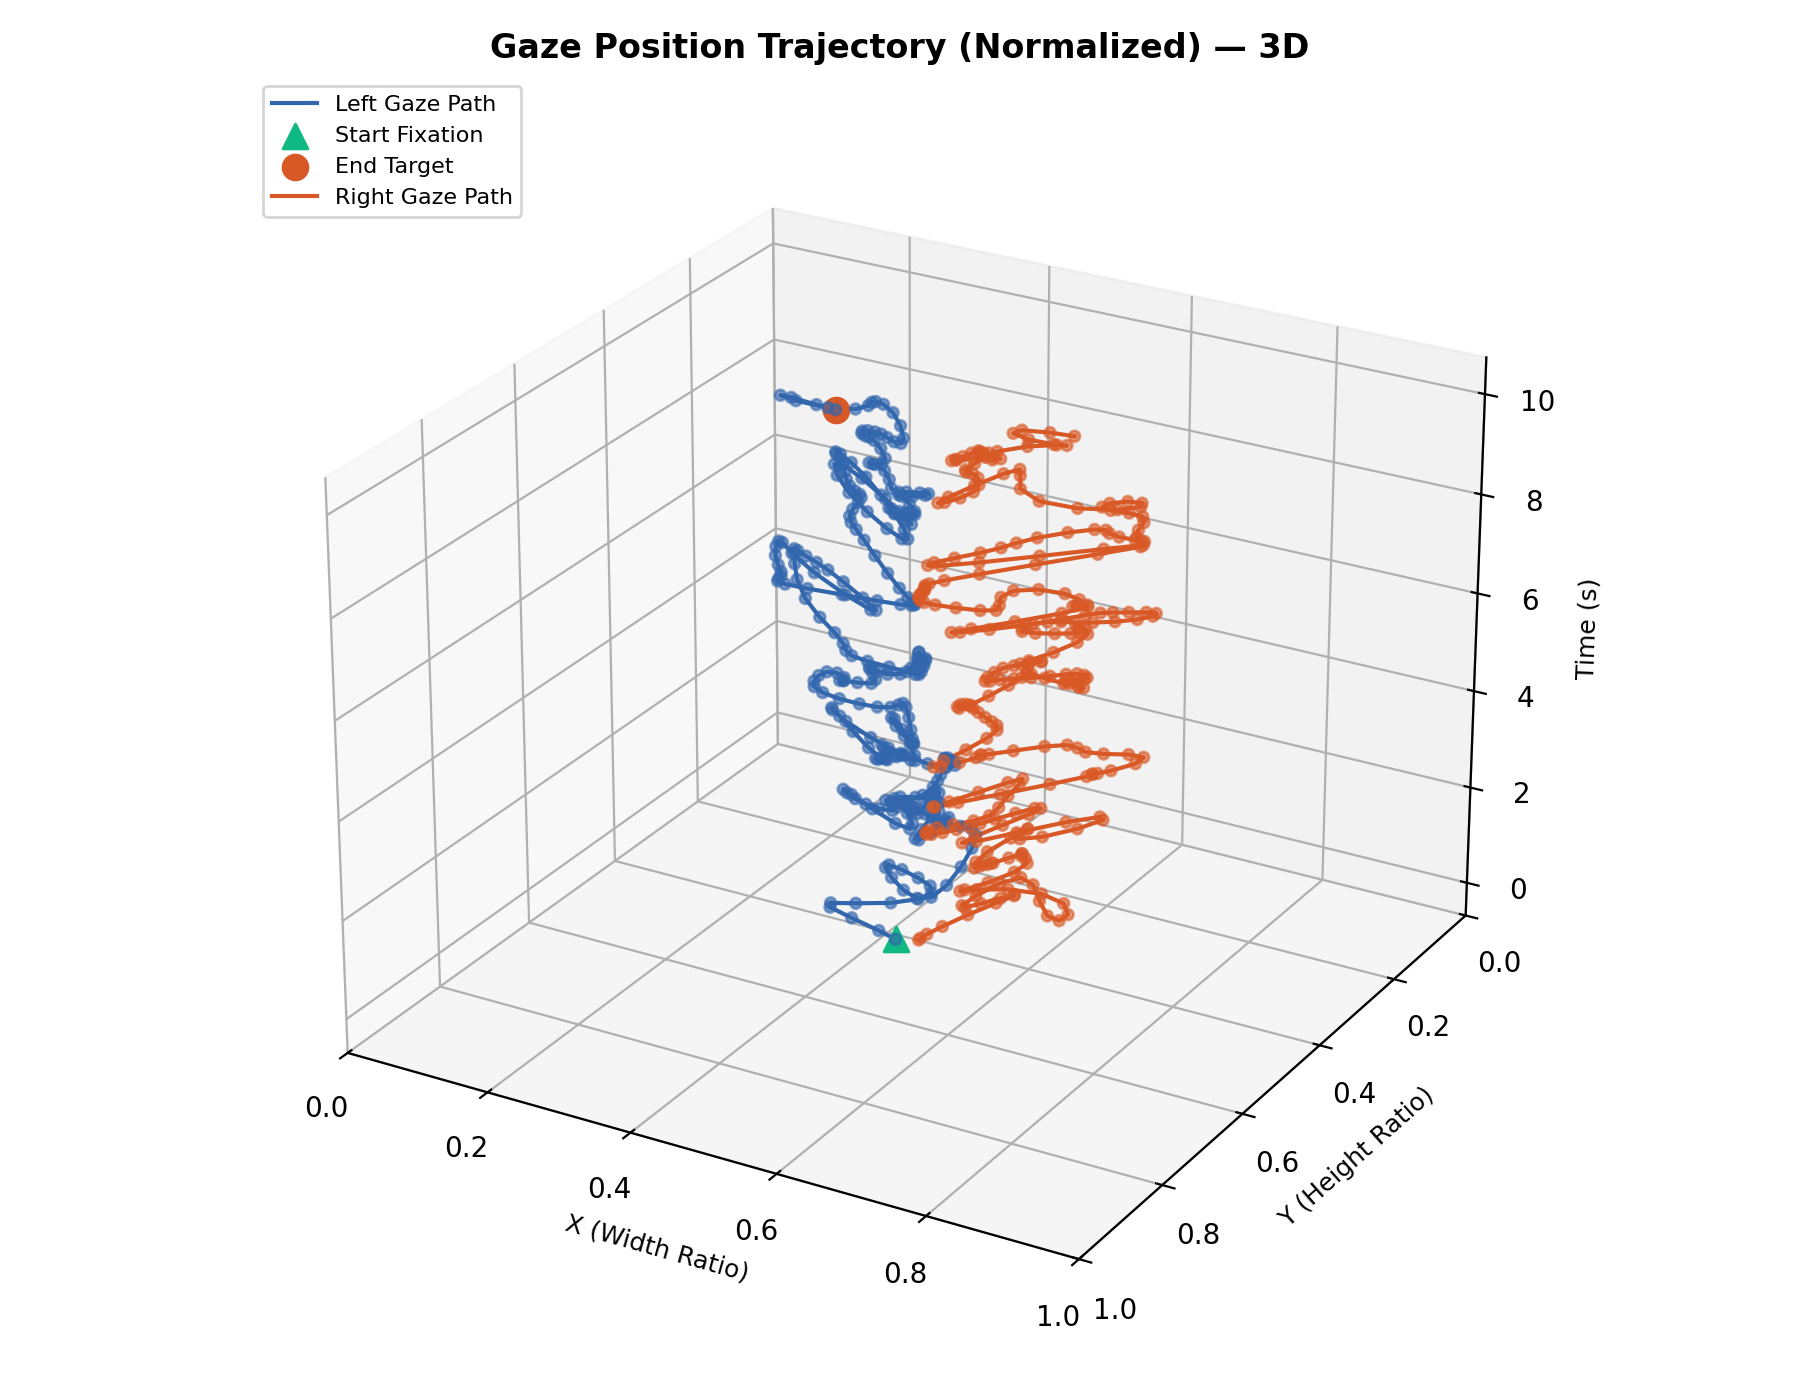 Gaze Position Trajectory (Normalized) — 3D
Left Gaze Path
Start Fixation
End Target
Right Gaze Path
10
8
6
4
2
0
Time (s)
0.0
0.2
0.4
0.6
0.8
1.0
Y (Height Ratio)
0.0
0.2
0.4
0.6
0.8
1.0
X (Width Ratio)